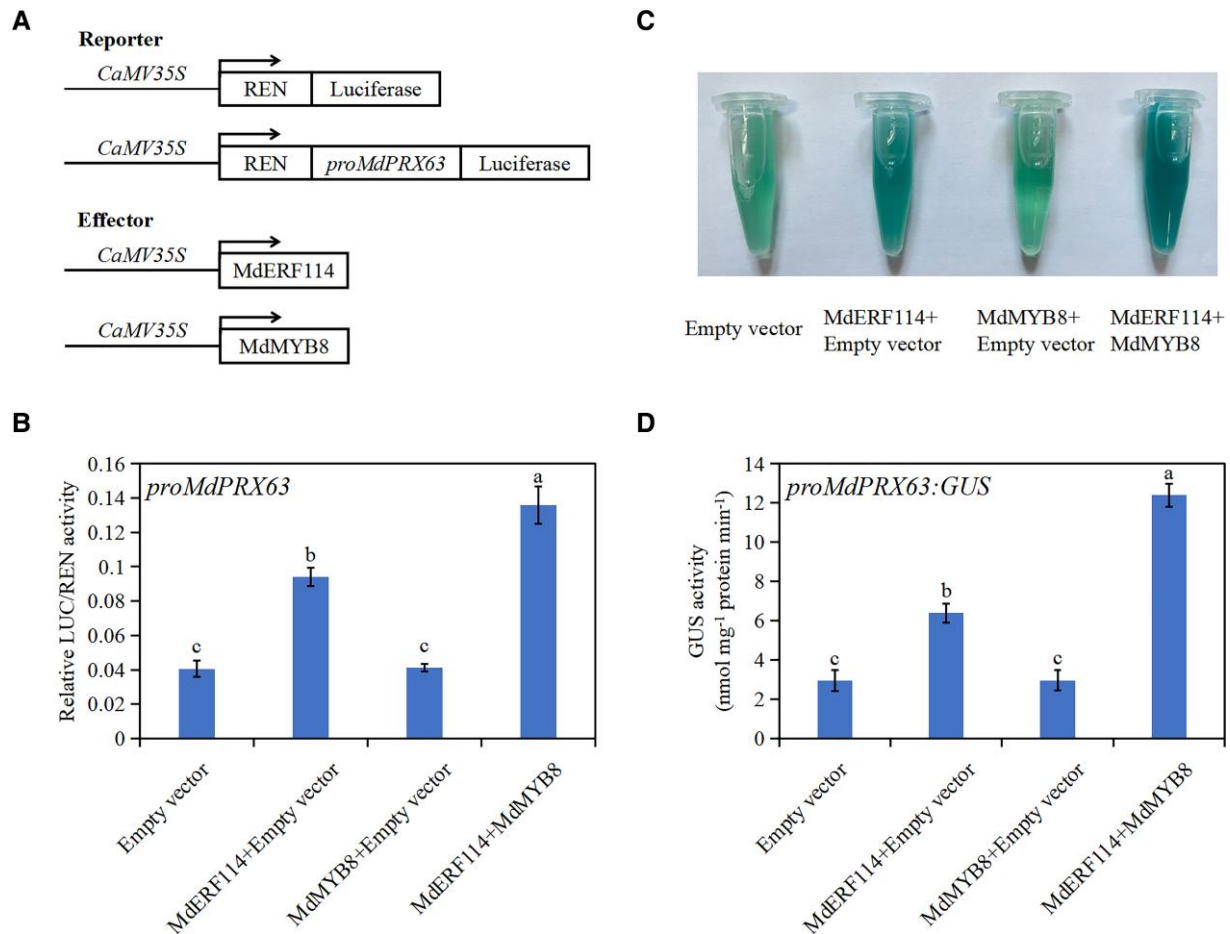 A
Reporter
CaMV35S
REN
Luciferase
CaMV35S
REN
proMdPRX63
Luciferase
Effector
CaMV35S
MdERF114
CaMV35S
MdMYB8
B
Relative LUC/REN activity
0.16
0.14
0.12
0.1
0.08
0.06
0.04
0.02
0
proMdPRX63
c
b
c
a
Empty vector
MdERF114+Empty vector
MdMYB8+Empty vector
MdERF114+MdMYB8
C
Empty vector
MdERF114+
Empty vector
MdMYB8+
Empty vector
MdERF114+
MdMYB8
D
GUS activity
(nmol mg⁻¹ protein min⁻¹)
14
12
10
8
6
4
2
0
proMdPRX63:GUS
c
b
c
a
Empty vector
MdERF114+Empty vector
MdMYB8+Empty vector
MdERF114+MdMYB8